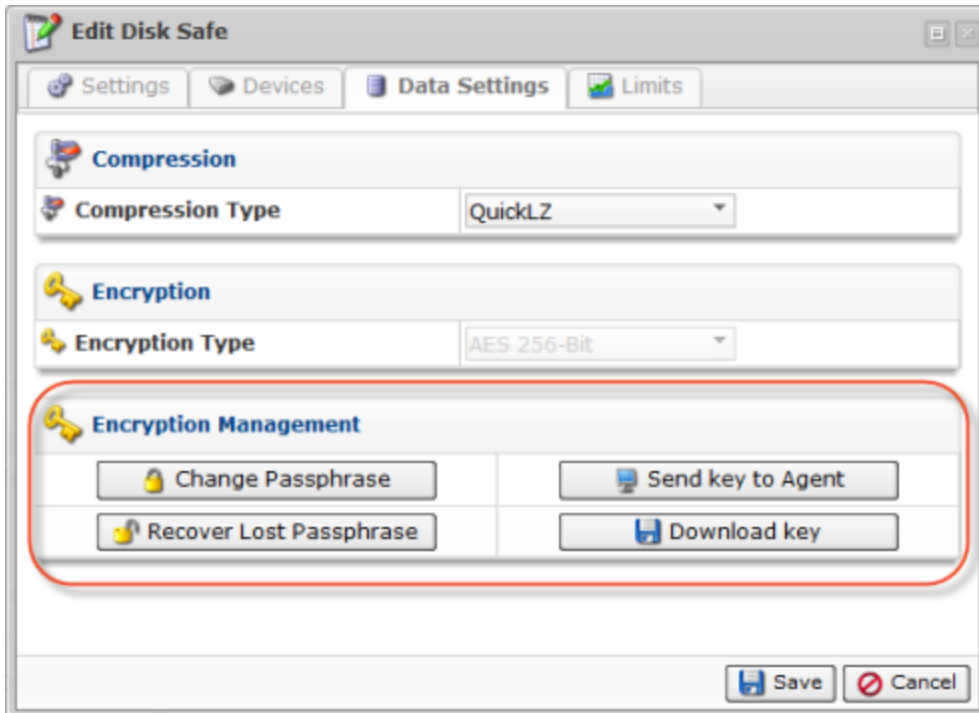 Edit Disk Safe
Settings Devices Data Settings Limits
Compression
Compression Type QuickLZ
Encryption
Encryption Type AES 256-Bit
Encryption Management
Change Passphrase Send key to Agent
Recover Lost Passphrase Download key
Save Cancel